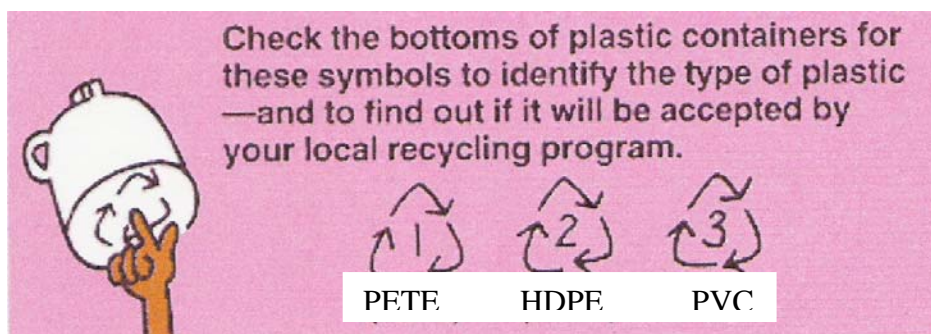 Check the bottoms of plastic containers for
these symbols to identify the type of plastic
—and to find out if it will be accepted by
your local recycling program.
1 2 3
PETE HDPE PVC